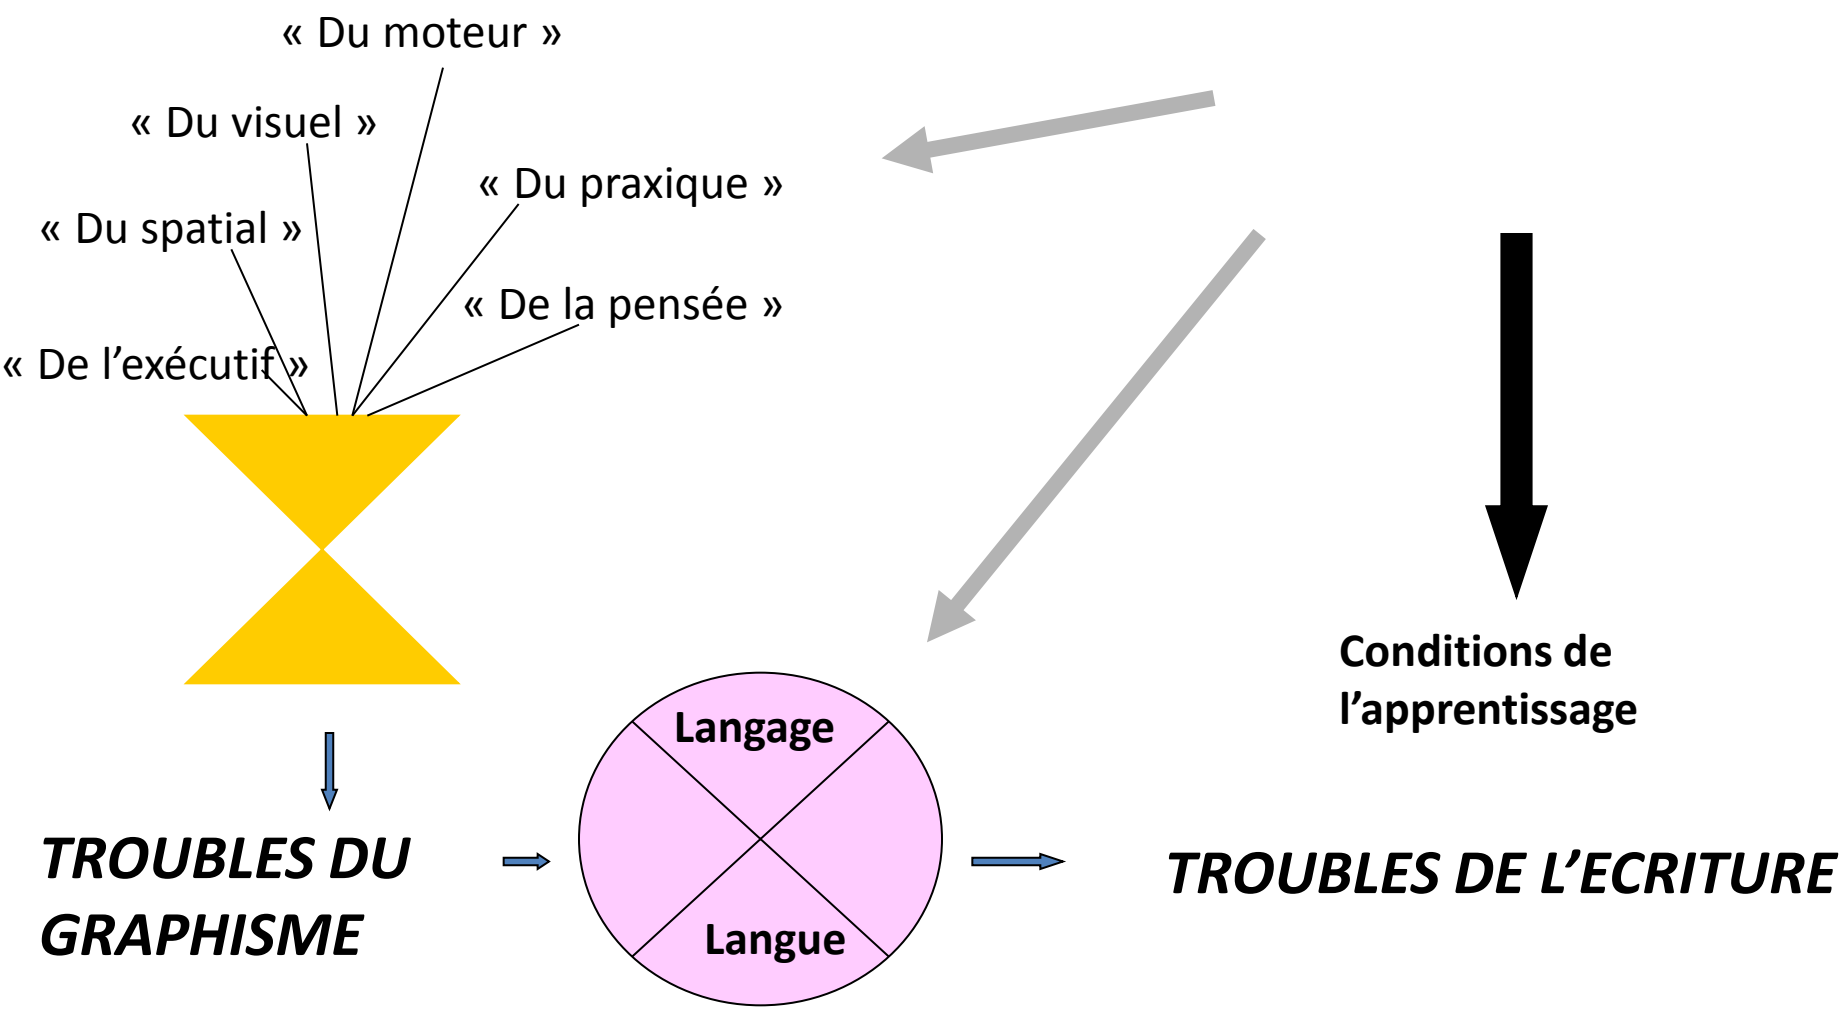 « Du moteur »
« Du visuel »
« Du praxique »
« Du spatial »
« De la pensée »
« De l’exécutif »
Conditions de
l’apprentissage
Langage
Langue
TROUBLES DU
GRAPHISME
TROUBLES DE L’ECRITURE